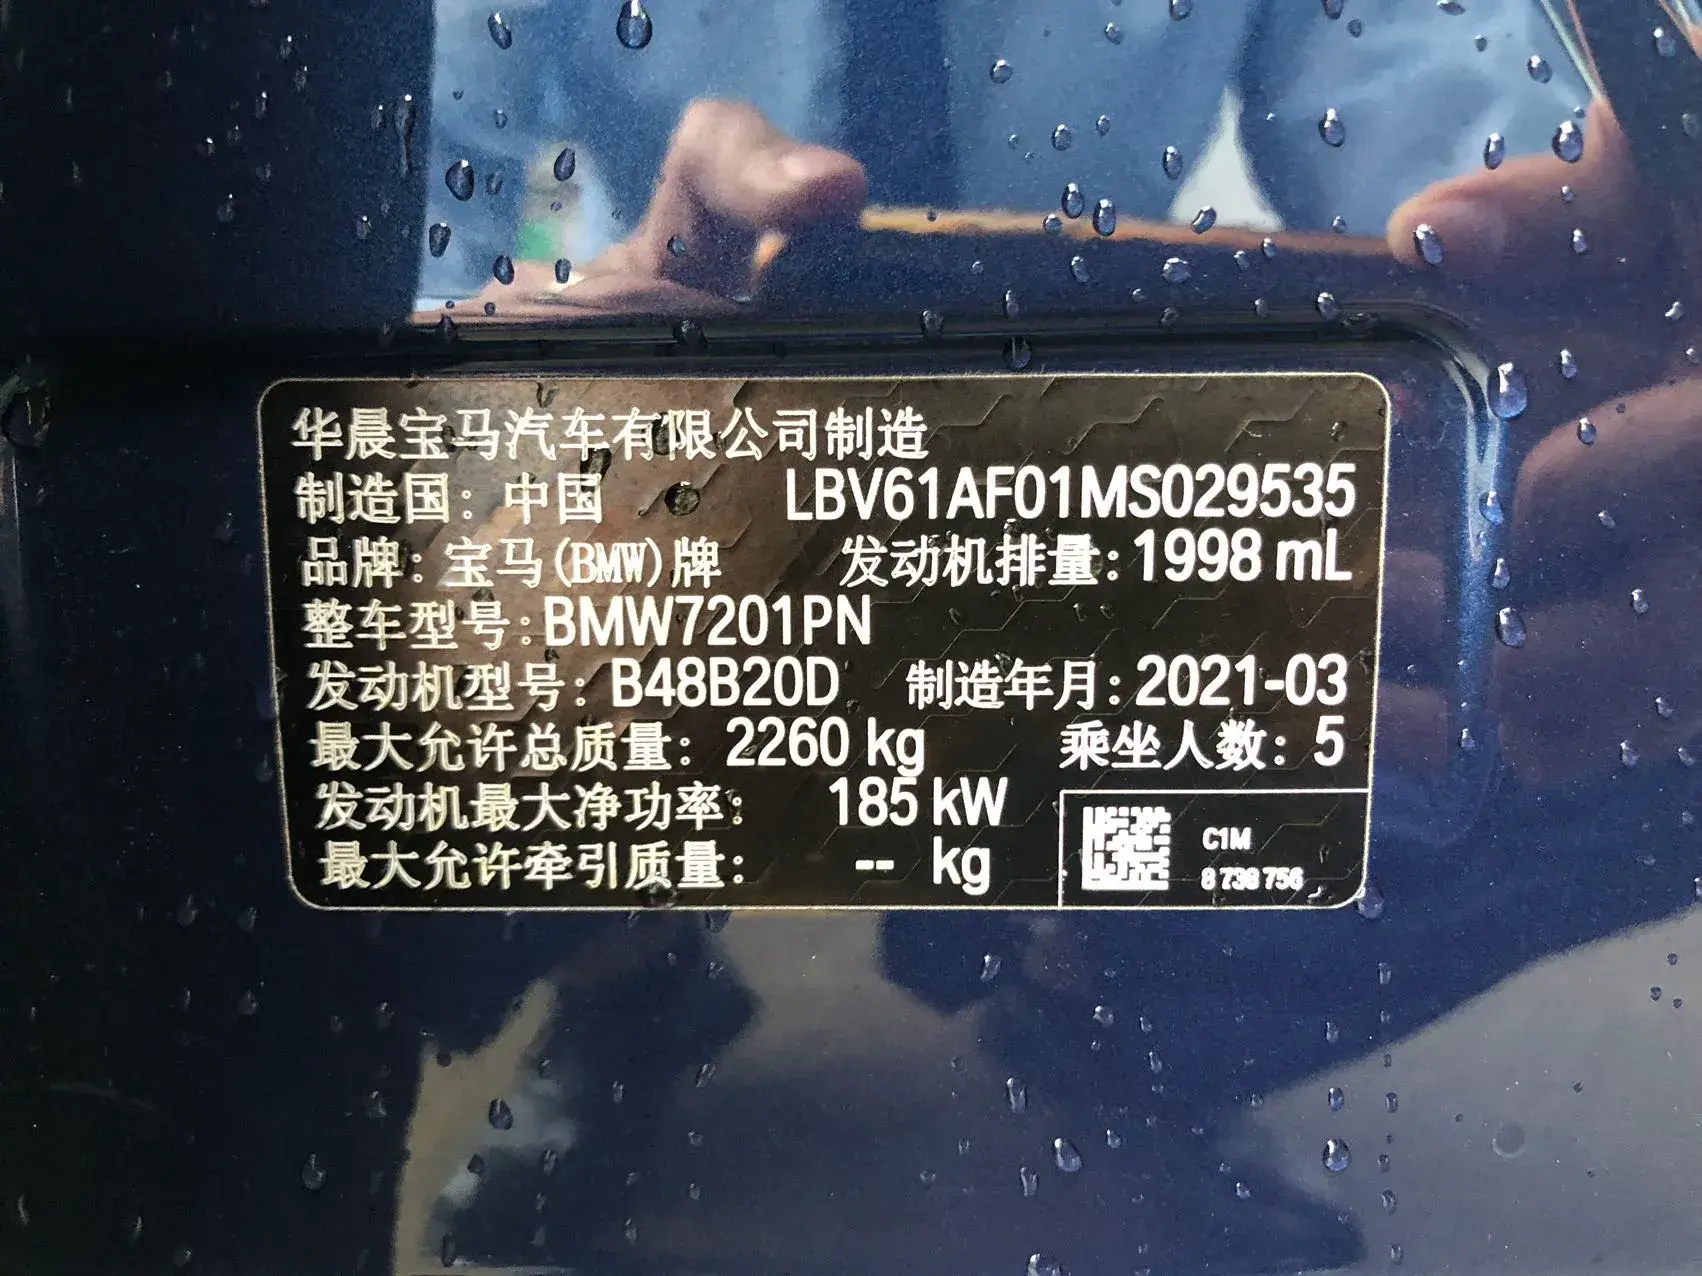 华晨宝马汽车有限公司制造
制造国：中国 LBV61AF01MS029535
品牌：宝马(BMW)牌 发动机排量：1998 mL
整车型号：BMW7201PN
发动机型号：B48B20D 制造年月：2021-03
最大允许总质量：2260 kg 乘坐人数：5
发动机最大净功率：185 kW
最大允许牵引质量：-- kg
C1M
8 738 756